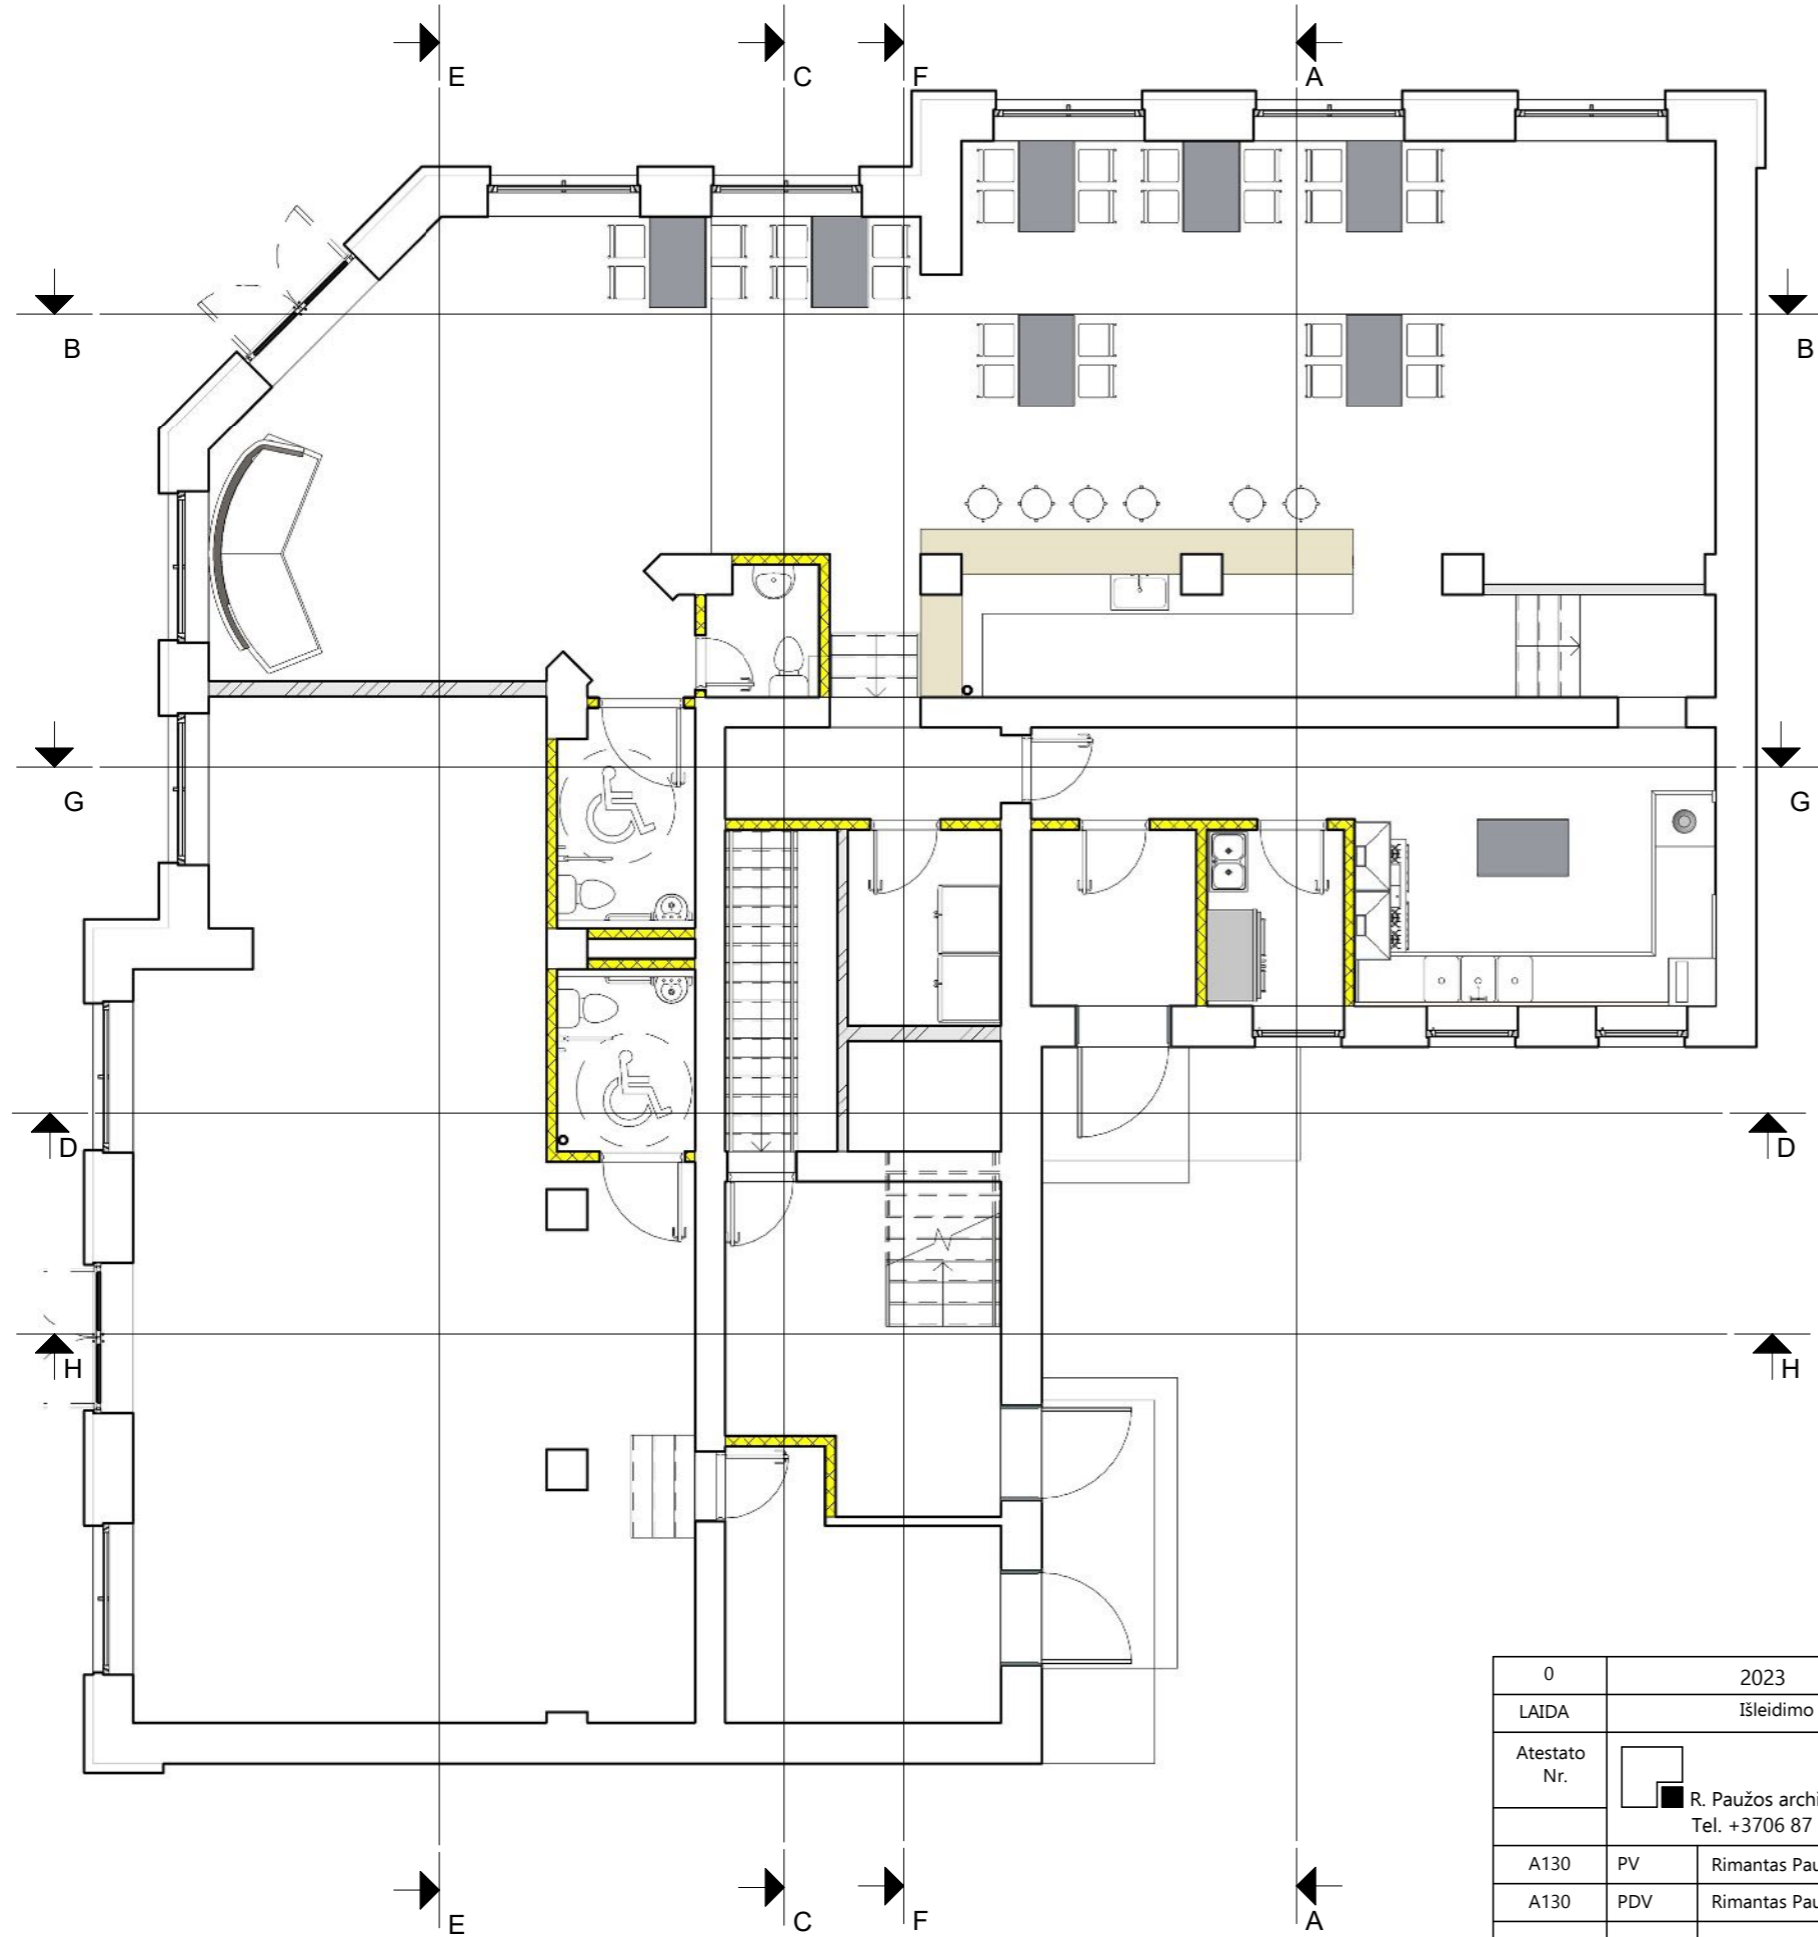 E C F A
B B
G G
D D
H H
0 2023
LAIDA Išleidimo
Atestato
Nr.
R. Paužos archi
Tel. +3706 87
A130 PV Rimantas Pau
A130 PDV Rimantas Pau
E C F A